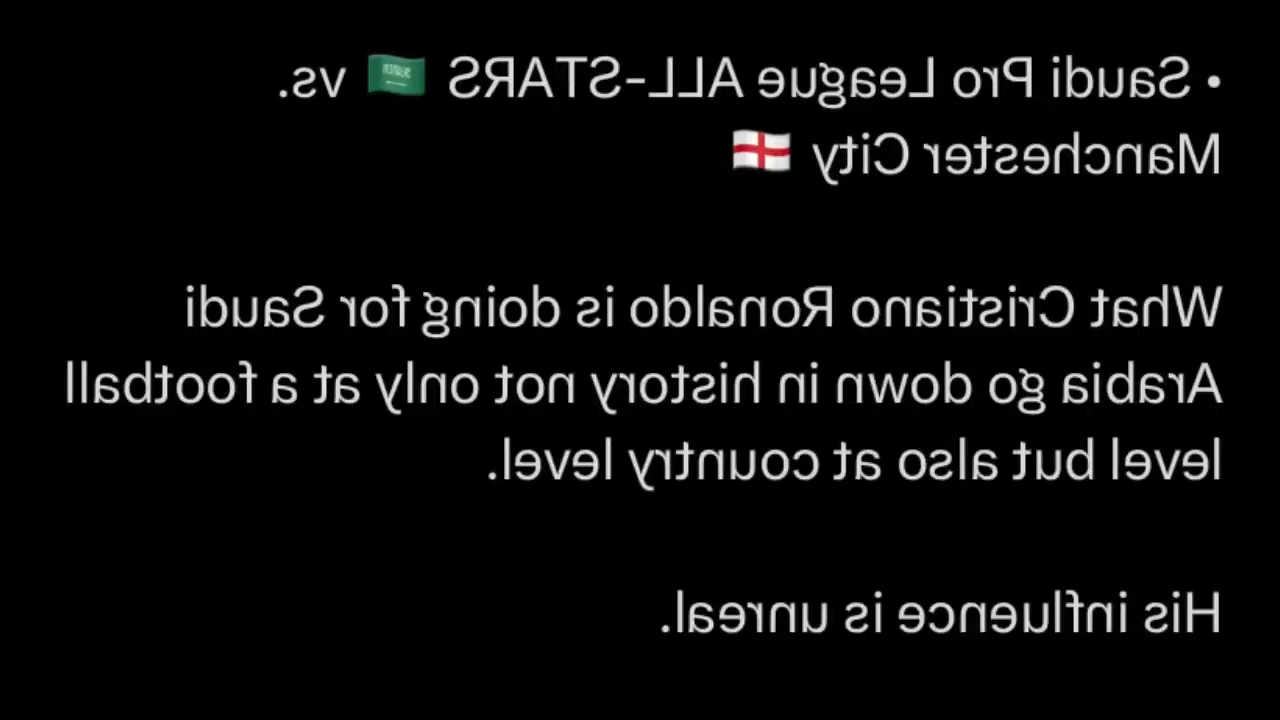 • Saudi Pro League ALL-STARS 🇸🇦 vs.
Manchester City 🏴󠁧󠁢󠁥󠁮󠁧󠁿
What Cristiano Ronaldo is doing for Saudi
Arabia go down in history not only at a football
level but also at country level.
His influence is unreal.